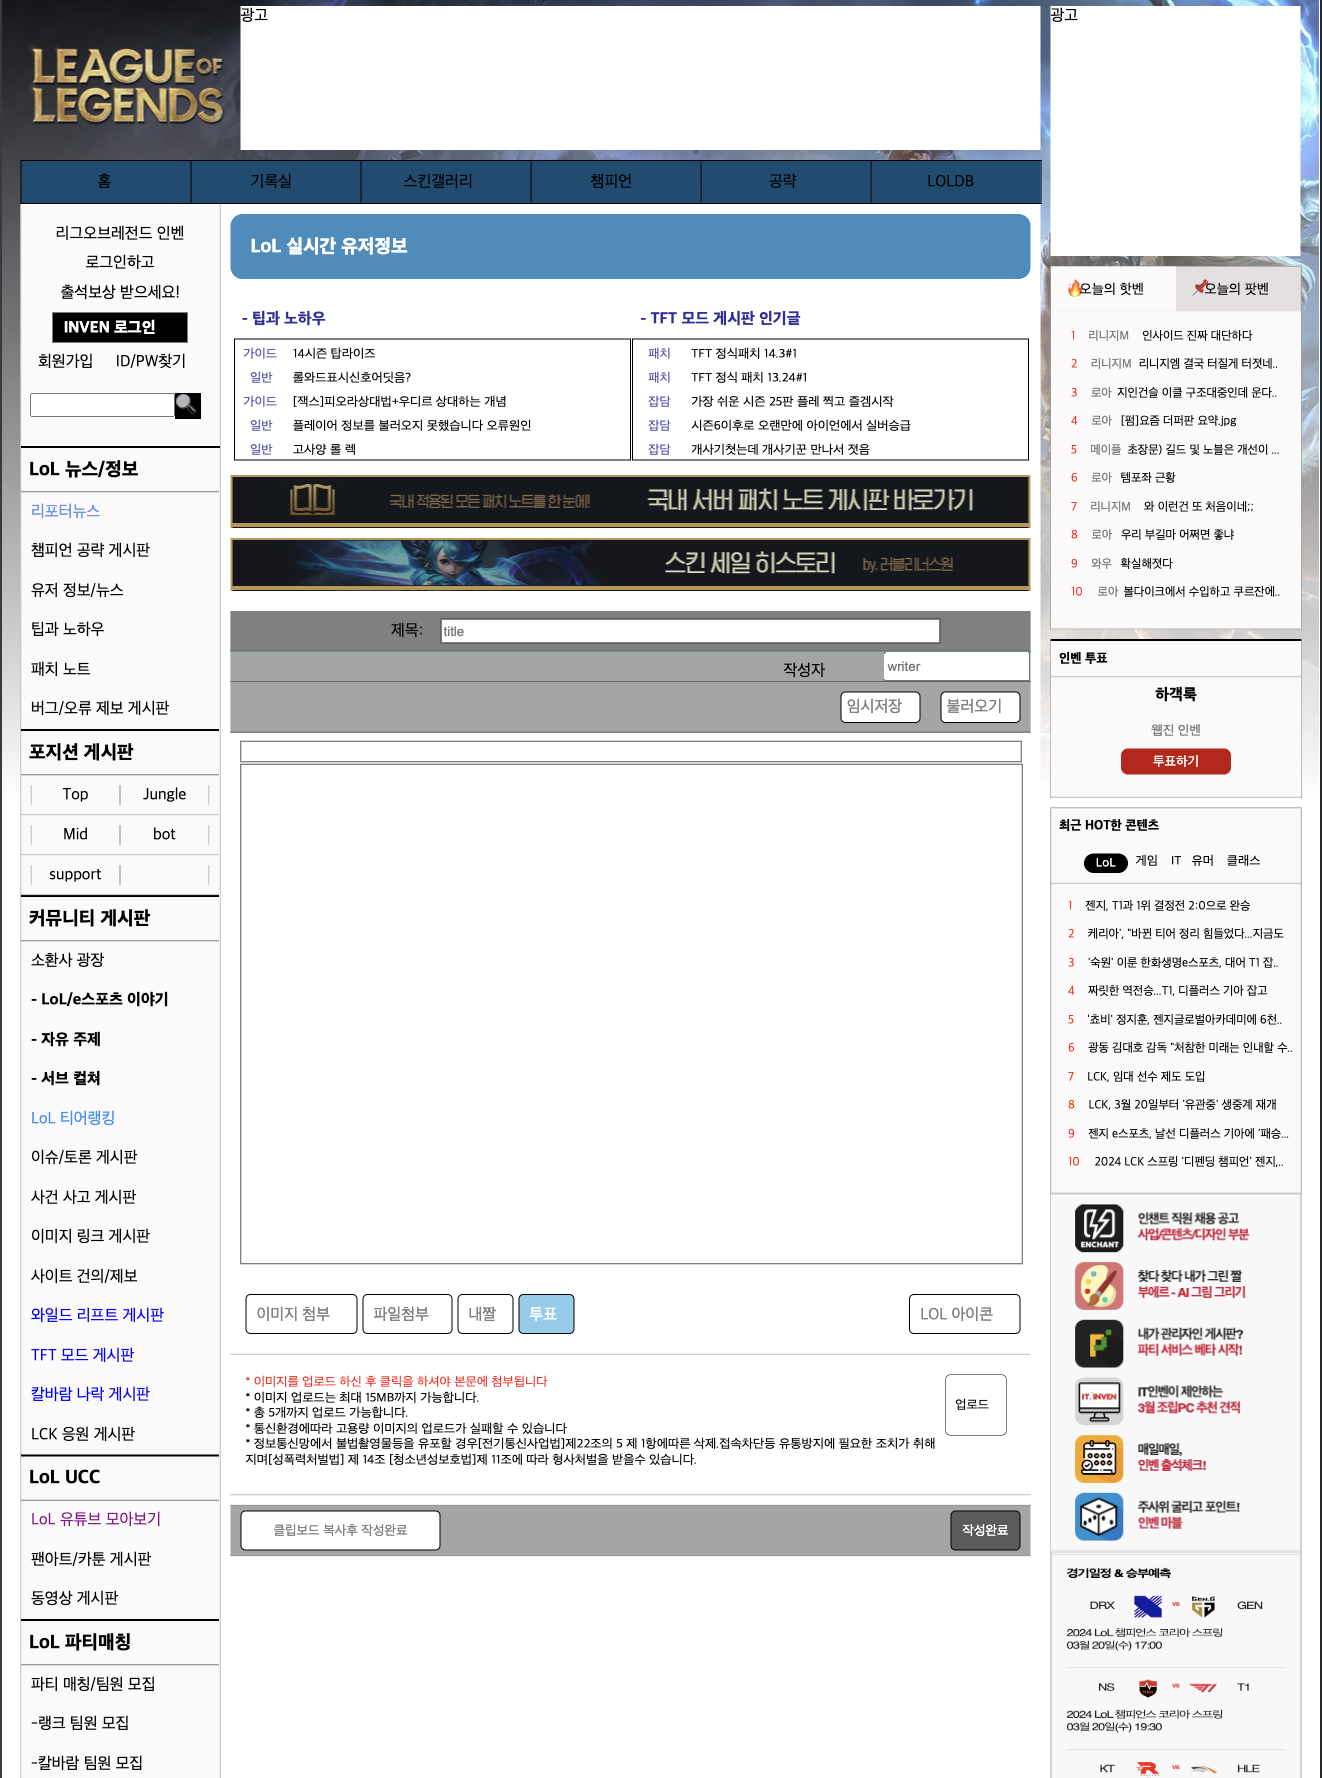 광고
광고
LEAGUE OF
LEGENDS
홈
기록실
스킨갤러리
챔피언
공략
LOLDB
리그오브레전드 인벤
로그인하고
출석보상 받으세요!
INVEN 로그인
회원가입 ID/PW찾기
LoL 뉴스/정보
리포터뉴스
챔피언 공략 게시판
유저 정보/뉴스
팁과 노하우
패치 노트
버그/오류 제보 게시판
포지션 게시판
Top Jungle
Mid bot
support
커뮤니티 게시판
소환사 광장
- LoL/e스포츠 이야기
- 자유 주제
- 서브 컬쳐
LoL 티어랭킹
이슈/토론 게시판
사건 사고 게시판
이미지 링크 게시판
사이트 건의/제보
와일드 리프트 게시판
TFT 모드 게시판
칼바람 나락 게시판
LCK 응원 게시판
LoL UCC
LoL 유튜브 모아보기
팬아트/카툰 게시판
동영상 게시판
LoL 파티매칭
파티 매칭/팀원 모집
-랭크 팀원 모집
-칼바람 팀원 모집
LoL 실시간 유저정보
- 팁과 노하우
가이드 14시즌 탑라이즈
일반 롤와드표시신호어딧음?
가이드 [잭스]피오라상대법+우디르 상대하는 개념
일반 플레이어 정보를 불러오지 못했습니다 오류원인
일반 고사양 롤 렉
- TFT 모드 게시판 인기글
패치 TFT 정식패치 14.3#1
패치 TFT 정식 패치 13.24#1
잡담 가장 쉬운 시즌 25판 플레 찍고 즐겜시작
잡담 시즌6이후로 오랜만에 아이언에서 실버승급
잡담 개사기첫는데 개사기꾼 만나서 졋음
국내 적용된 모든 패치 노트를 한 눈에! 국내 서버 패치 노트 게시판 바로가기
스킨 세일 히스토리 by. 러블리너스원
제목: title
작성자 writer
임시저장 불러오기
이미지 첨부 파일첨부 내짤 투표 LOL 아이콘
* 이미지를 업로드 하신 후 클릭을 하셔야 본문에 첨부됩니다
* 이미지 업로드는 최대 15MB까지 가능합니다.
* 총 5개까지 업로드 가능합니다.
* 통신환경에따라 고용량 이미지의 업로드가 실패할 수 있습니다
* 정보통신망에서 불법촬영물등을 유포할 경우[전기통신사업법]제22조의 5 제 1항에따른 삭제.접속차단등 유통방지에 필요한 조치가 취해
지며[성폭력처벌법] 제 14조 [청소년성보호법]제 11조에 따라 형사처벌을 받을수 있습니다.
업로드
클립보드 복사후 작성완료
작성완료
오늘의 핫벤 오늘의 팟벤
1 리니지M 인사이드 진짜 대단하다
2 리니지M 리니지엠 결국 터질게 터졋네..
3 로아 지인건슬 이클 구조대중인데 운다..
4 로아 [펌]요즘 더퍼판 요약.jpg
5 메이플 초장문) 길드 및 노블은 개선이 ...
6 로아 템포좌 근황
7 리니지M 와 이런건 또 처음이네;;
8 로아 우리 부길마 어쩌면 좋냐
9 와우 확실해졋다
10 로아 볼다이크에서 수입하고 쿠르잔에..
인벤 투표
하객룩
웹진 인벤
투표하기
최근 HOT한 콘텐츠
LoL 게임 IT 유머 클래스
1 젠지, T1과 1위 결정전 2:0으로 완승
2 케리아', "바뀐 티어 정리 힘들었다...지금도
3 '숙원' 이룬 한화생명e스포츠, 대어 T1 잡..
4 짜릿한 역전승...T1, 디플러스 기아 잡고
5 '쵸비' 정지훈, 젠지글로벌아카데미에 6천..
6 광동 김대호 감독 "처참한 미래는 인내할 수..
7 LCK, 임대 선수 제도 도입
8 LCK, 3월 20일부터 '유관중' 생중계 재개
9 젠지 e스포츠, 날선 디플러스 기아에 '패승...
10 2024 LCK 스프링 '디펜딩 챔피언' 젠지,..
ENCHANT
인챈트 직원 채용 공고
사업/콘텐츠/디자인 부분
찾다 찾다 내가 그린 짤
부에르 - AI 그림 그리기
내가 관리자인 게시판?
파티 서비스 베타 시작!
IT. INVEN
IT인벤이 제안하는
3월 조립PC 추천 견적
매일매일,
인벤 출석체크!
주사위 굴리고 포인트!
인벤 마블
경기일정 & 승부예측
DRX vs GEN.G GEN
2024 LoL 챔피언스 코리아 스프링
03월 20일(수) 17:00
NS vs T1
2024 LoL 챔피언스 코리아 스프링
03월 20일(수) 19:30
KT vs HLE